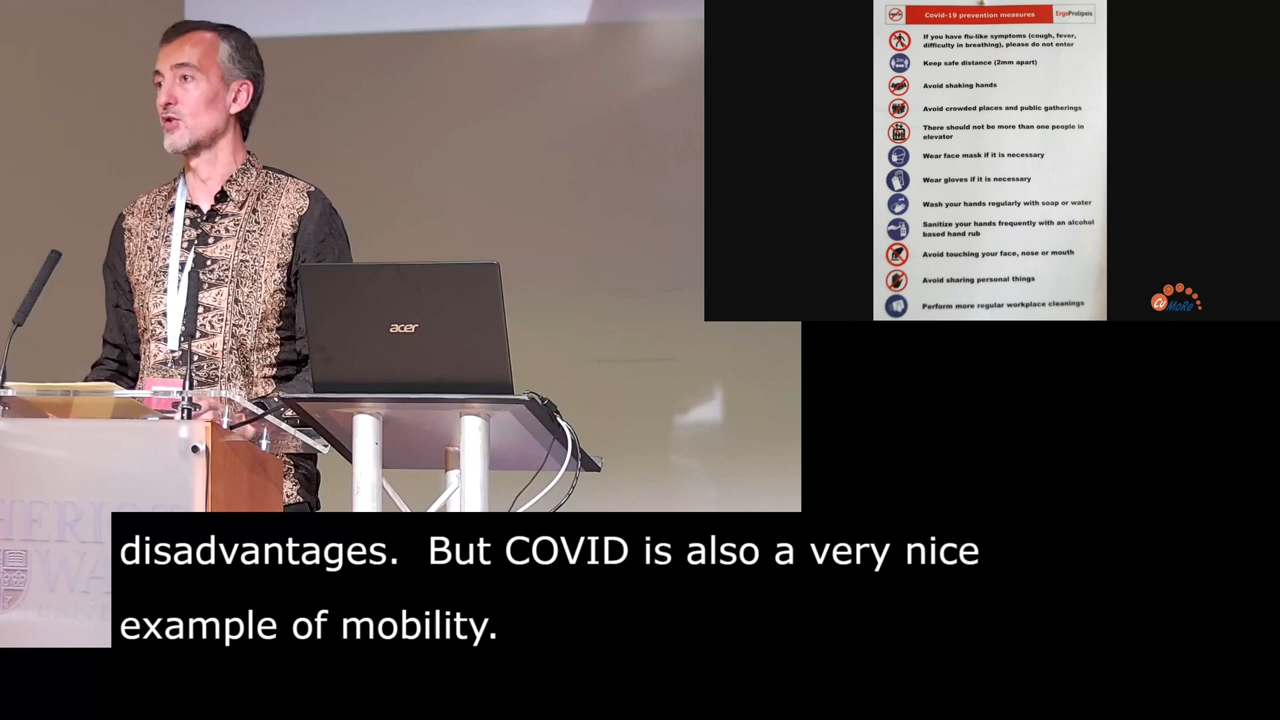 Covid-19 prevention measures
ErgoProlipsis
If you have flu-like symptoms (cough, fever,
difficulty in breathing), please do not enter
Keep safe distance (2mm apart)
Avoid shaking hands
Avoid crowded places and public gatherings
There should not be more than one people in
elevator
Wear face mask if it is necessary
Wear gloves if it is necessary
Wash your hands regularly with soap or water
Sanitize your hands frequently with an alcohol
based hand rub
Avoid touching your face, nose or mouth
Avoid sharing personal things
Perform more regular workplace cleanings
CU MoRe
acer
disadvantages.  But COVID is also a very nice
example of mobility.